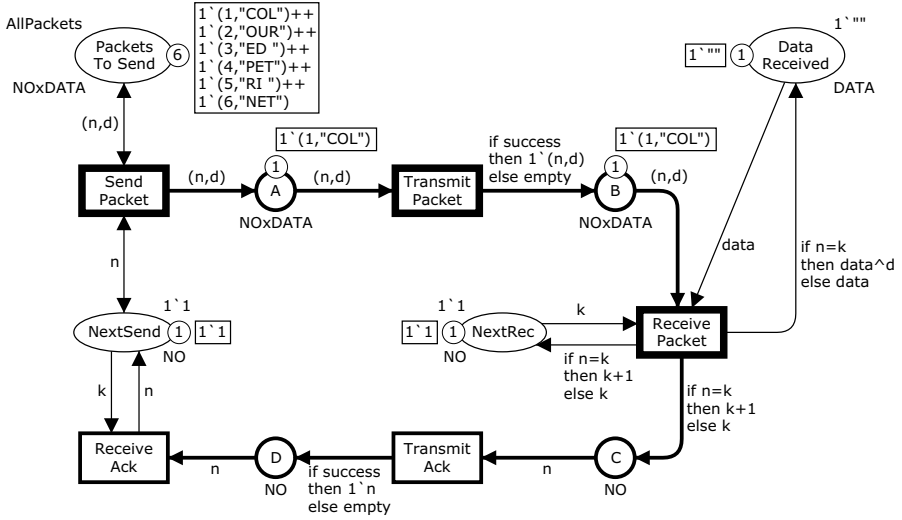 AllPackets
Packets
To Send
6
NOxDATA
1`(1,"COL")++
1`(2,"OUR")++
1`(3,"ED ")++
1`(4,"PET")++
1`(5,"RI ")++
1`(6,"NET")
1`""
1`""
1
Data
Received
DATA
(n,d)
Send
Packet
(n,d)
1`(1,"COL")
1
A
NOxDATA
(n,d)
Transmit
Packet
if success
then 1`(n,d)
else empty
1`(1,"COL")
1
B
NOxDATA
(n,d)
data
if n=k
then data^d
else data
n
1`1
NextSend
1
1`1
NO
1`1
1`1
1
NextRec
NO
k
if n=k
then k+1
else k
Receive
Packet
if n=k
then k+1
else k
k
n
Receive
Ack
n
D
NO
if success
then 1`n
else empty
Transmit
Ack
n
C
NO